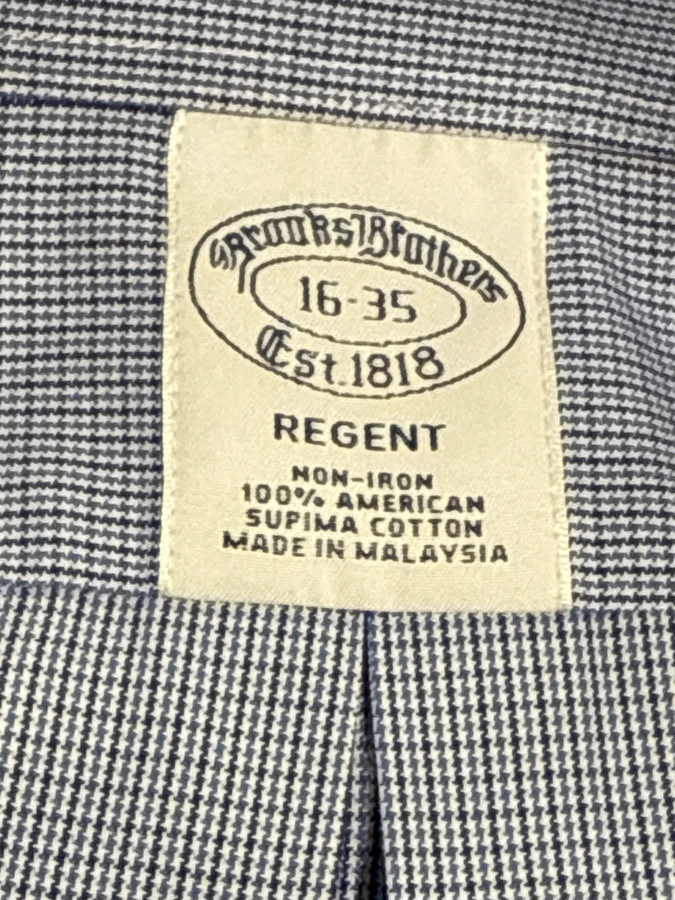 Brooks Brothers
16-35
Est. 1818
REGENT
NON-IRON
100% AMERICAN
SUPIMA COTTON
MADE IN MALAYSIA